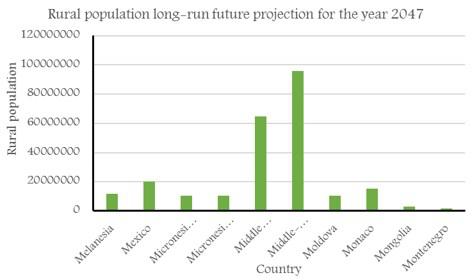 Rural population long-run future projection for the year 2047
120000000
100000000
80000000
60000000
40000000
20000000
0
Rural population
Melanesia
Mexico
Micronesi...
Micronesi...
Middle...
Middle-...
Moldova
Monaco
Mongolia
Montenegro
Country